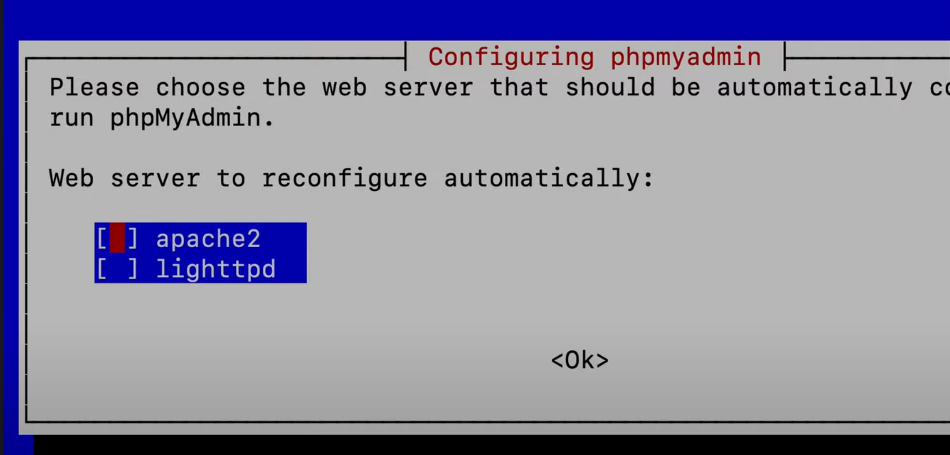 Configuring phpmyadmin
Please choose the web server that should be automatically
run phpMyAdmin.
Web server to reconfigure automatically:
[ ] apache2
[ ] lighttpd
<Ok>